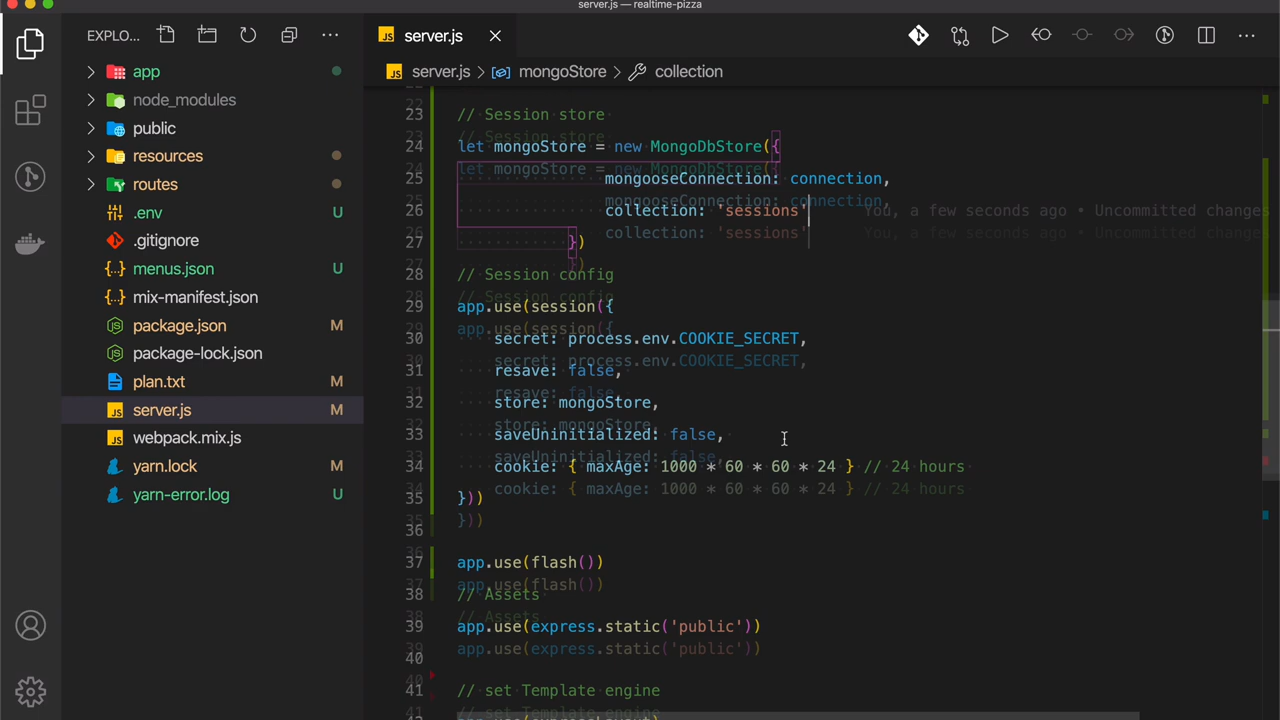 server.js — realtime-pizza
EXPLO...
server.js
server.js > mongoStore > collection
app
node_modules
public
resources
routes
.env U
.gitignore
menus.json U
mix-manifest.json
package.json M
package-lock.json
plan.txt M
server.js M
webpack.mix.js
yarn.lock M
yarn-error.log U
23 // Session store
24 let mongoStore = new MongoDbStore({
25 mongooseConnection: connection,
26 collection: 'sessions' You, a few seconds ago • Uncommitted changes
27 })
28 // Session config
29 app.use(session({
30 secret: process.env.COOKIE_SECRET,
31 resave: false,
32 store: mongoStore,
33 saveUninitialized: false,
34 cookie: { maxAge: 1000 * 60 * 60 * 24 } // 24 hours
35 }))
36
37 app.use(flash())
38 // Assets
39 app.use(express.static('public'))
40
41 // set Template engine